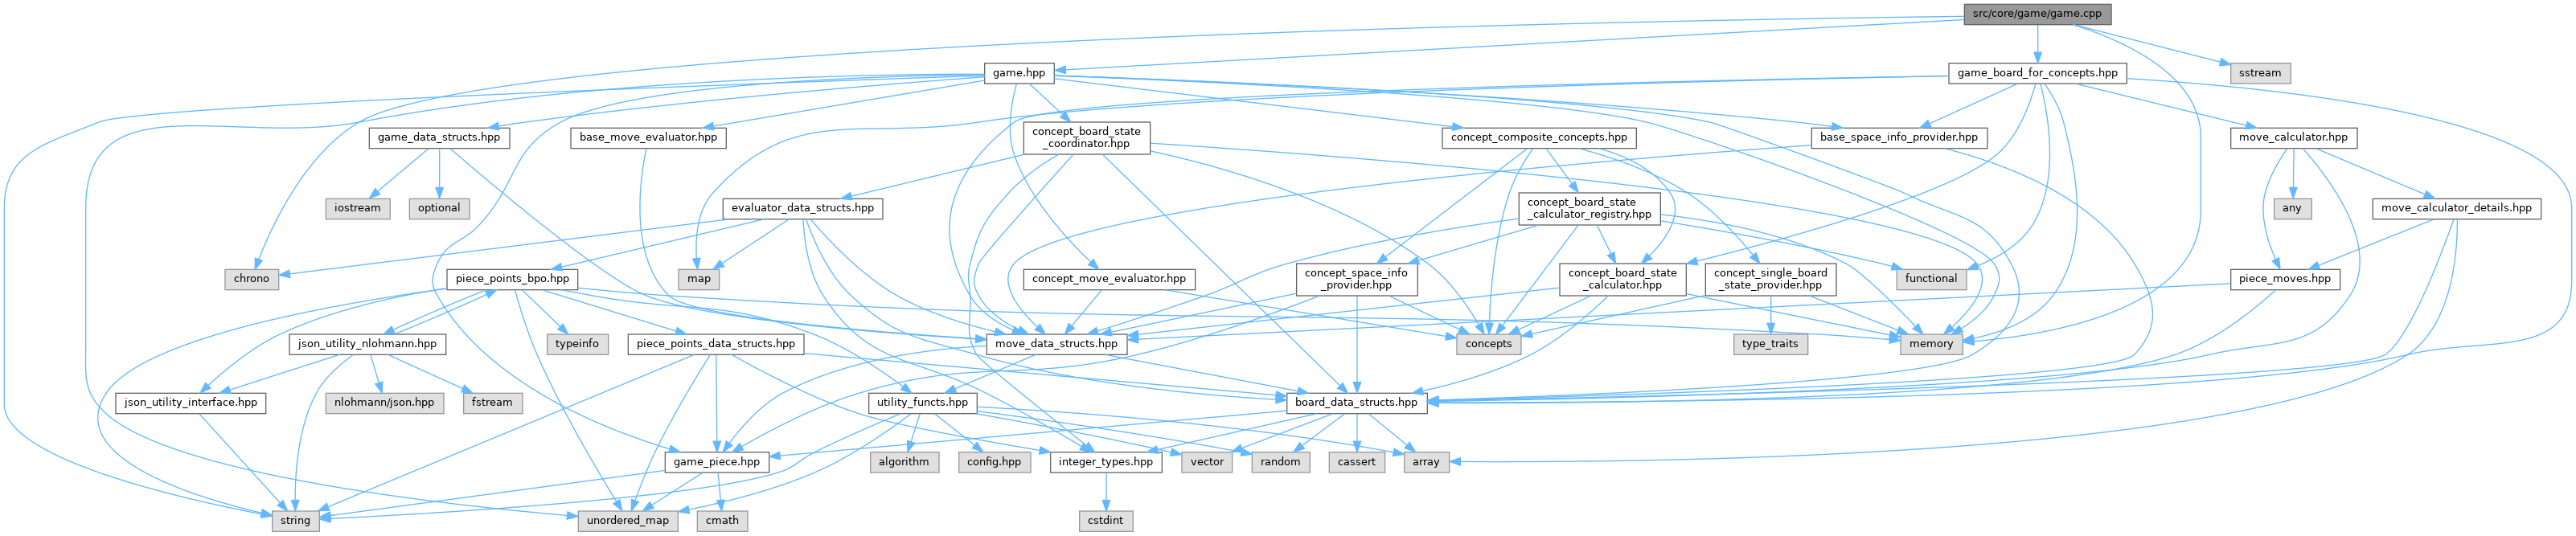 src/core/game/game.cpp
game.hpp
game_board_for_concepts.hpp
sstream
game_data_structs.hpp
base_move_evaluator.hpp
concept_board_state
_coordinator.hpp
concept_composite_concepts.hpp
base_space_info_provider.hpp
move_calculator.hpp
iostream
optional
evaluator_data_structs.hpp
concept_board_state
_calculator_registry.hpp
any
move_calculator_details.hpp
chrono
piece_points_bpo.hpp
map
concept_move_evaluator.hpp
concept_space_info
_provider.hpp
concept_board_state
_calculator.hpp
concept_single_board
_state_provider.hpp
functional
piece_moves.hpp
json_utility_nlohmann.hpp
typeinfo
piece_points_data_structs.hpp
move_data_structs.hpp
concepts
type_traits
memory
json_utility_interface.hpp
nlohmann/json.hpp
fstream
utility_functs.hpp
board_data_structs.hpp
game_piece.hpp
algorithm
config.hpp
integer_types.hpp
vector
random
cassert
array
string
unordered_map
cmath
cstdint